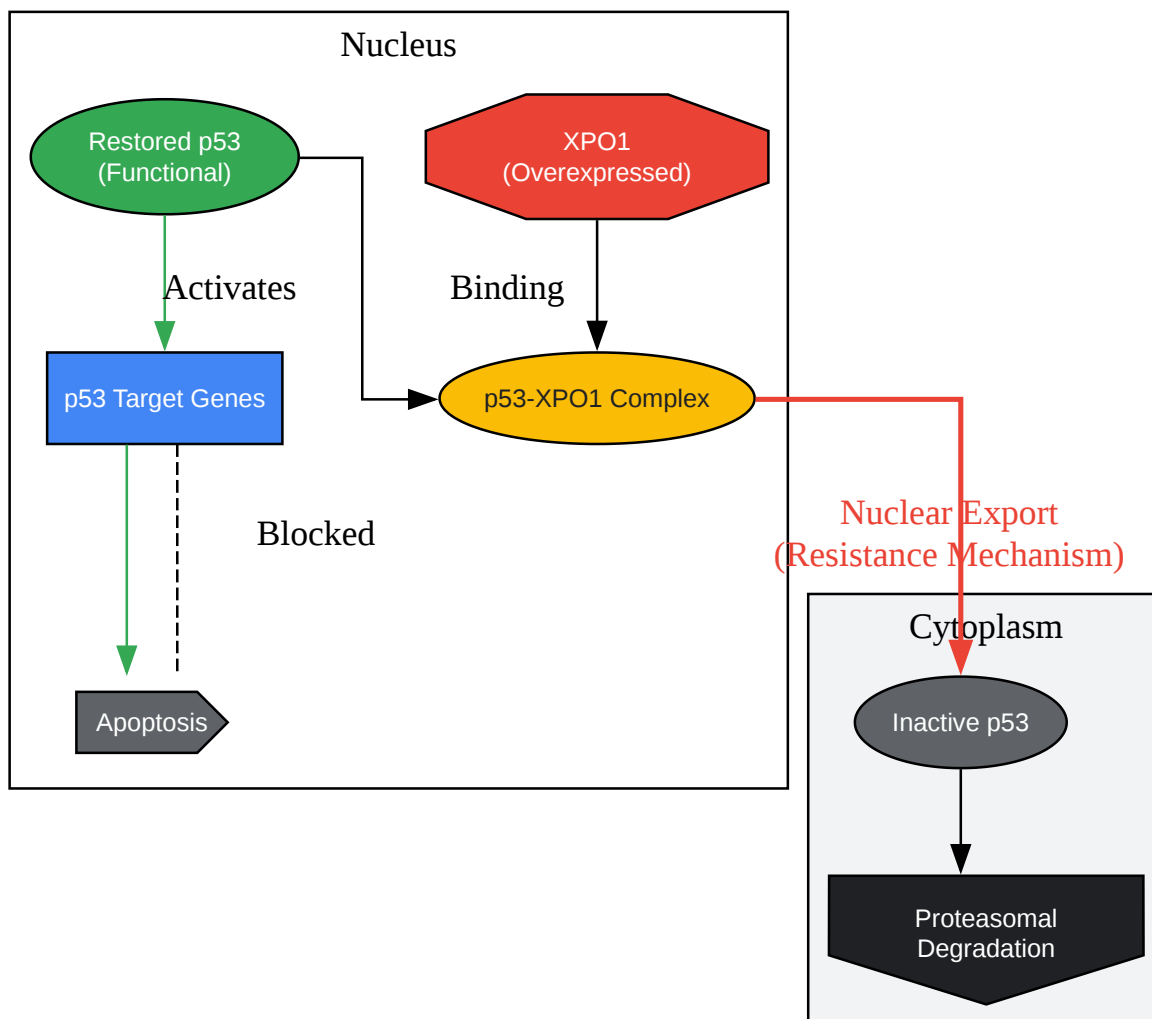 Nucleus
Restored p53
(Functional)
XPO1
(Overexpressed)
Activates
Binding
p53 Target Genes
p53-XPO1 Complex
Blocked
Nuclear Export
(Resistance Mechanism)
Cytoplasm
Apoptosis
Inactive p53
Proteasomal
Degradation